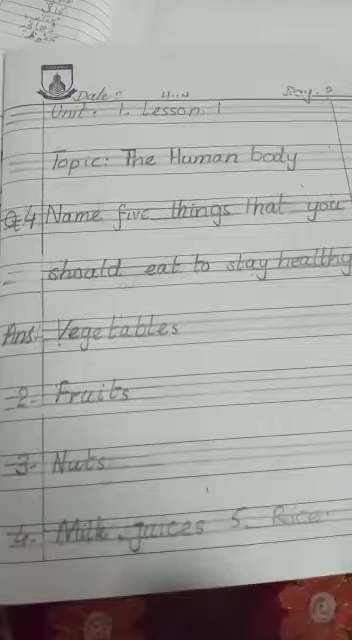 Date:
Unit: 1. Lesson. 1
Topic: The Human body
Q4 Name five things that you
should eat to stay healthy
Ans:- Vegetables
2- Fruits
3- Nuts
4- Milk, juices 5. Rice.